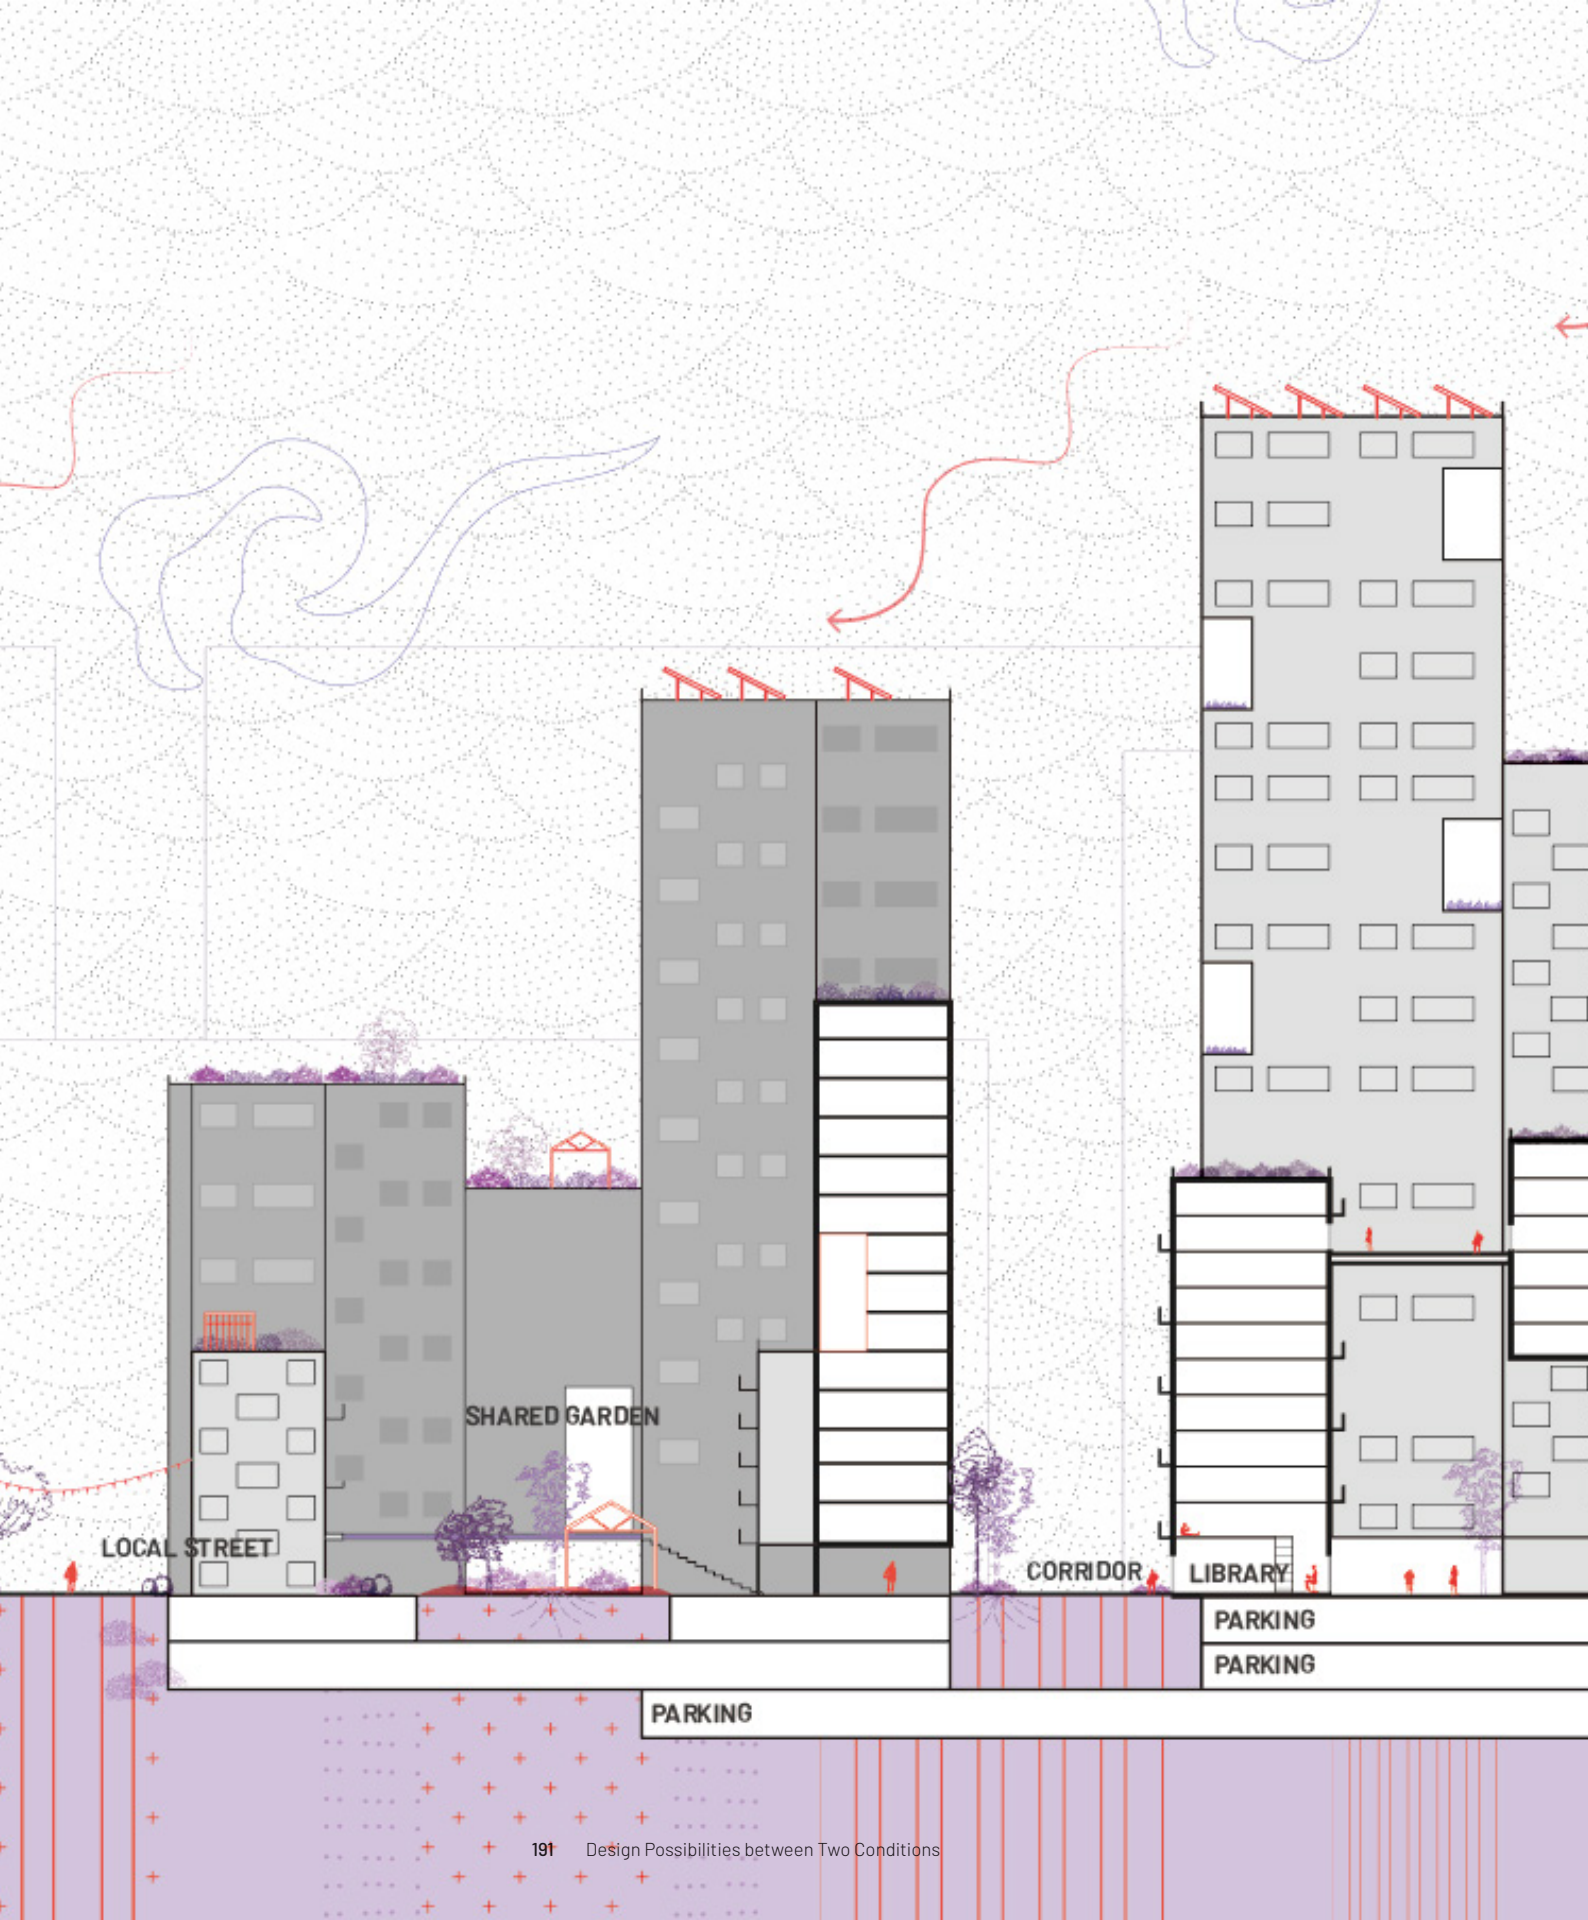 SHARED GARDEN
LOCAL STREET
CORRIDOR
LIBRARY
PARKING
PARKING
PARKING
191 Design Possibilities between Two Conditions